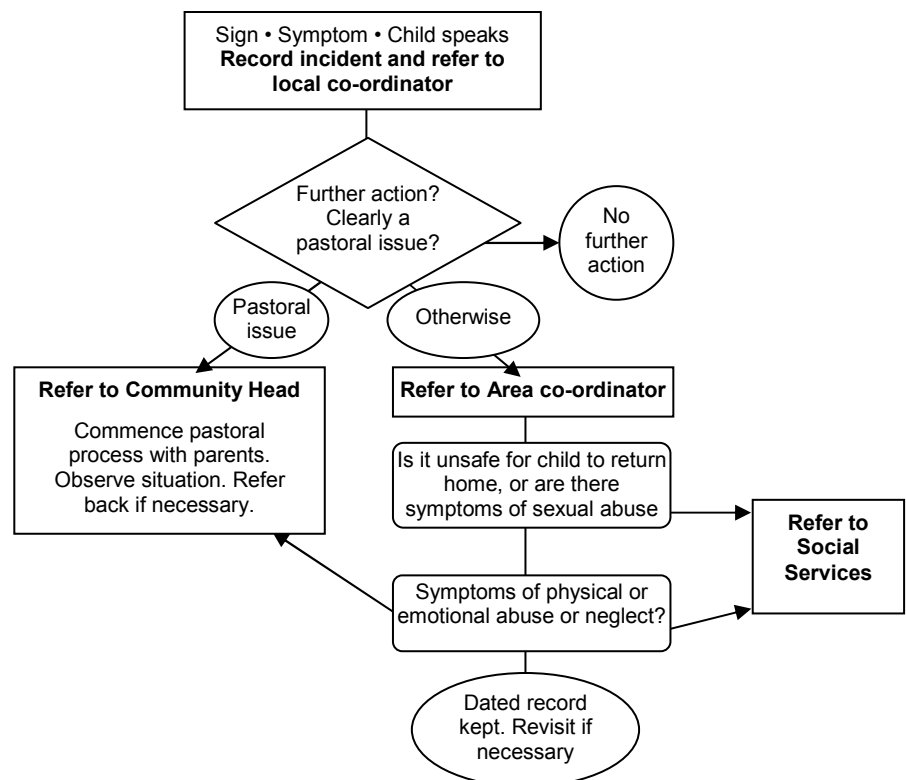 Sign • Symptom • Child speaks
Record incident and refer to
local co-ordinator
Further action?
Clearly a
pastoral issue?
No
further
action
Pastoral
issue
Otherwise
Refer to Community Head
Commence pastoral
process with parents.
Observe situation. Refer
back if necessary.
Refer to Area co-ordinator
Is it unsafe for child to return
home, or are there
symptoms of sexual abuse
Refer to
Social
Services
Symptoms of physical or
emotional abuse or neglect?
Dated record
kept. Revisit if
necessary